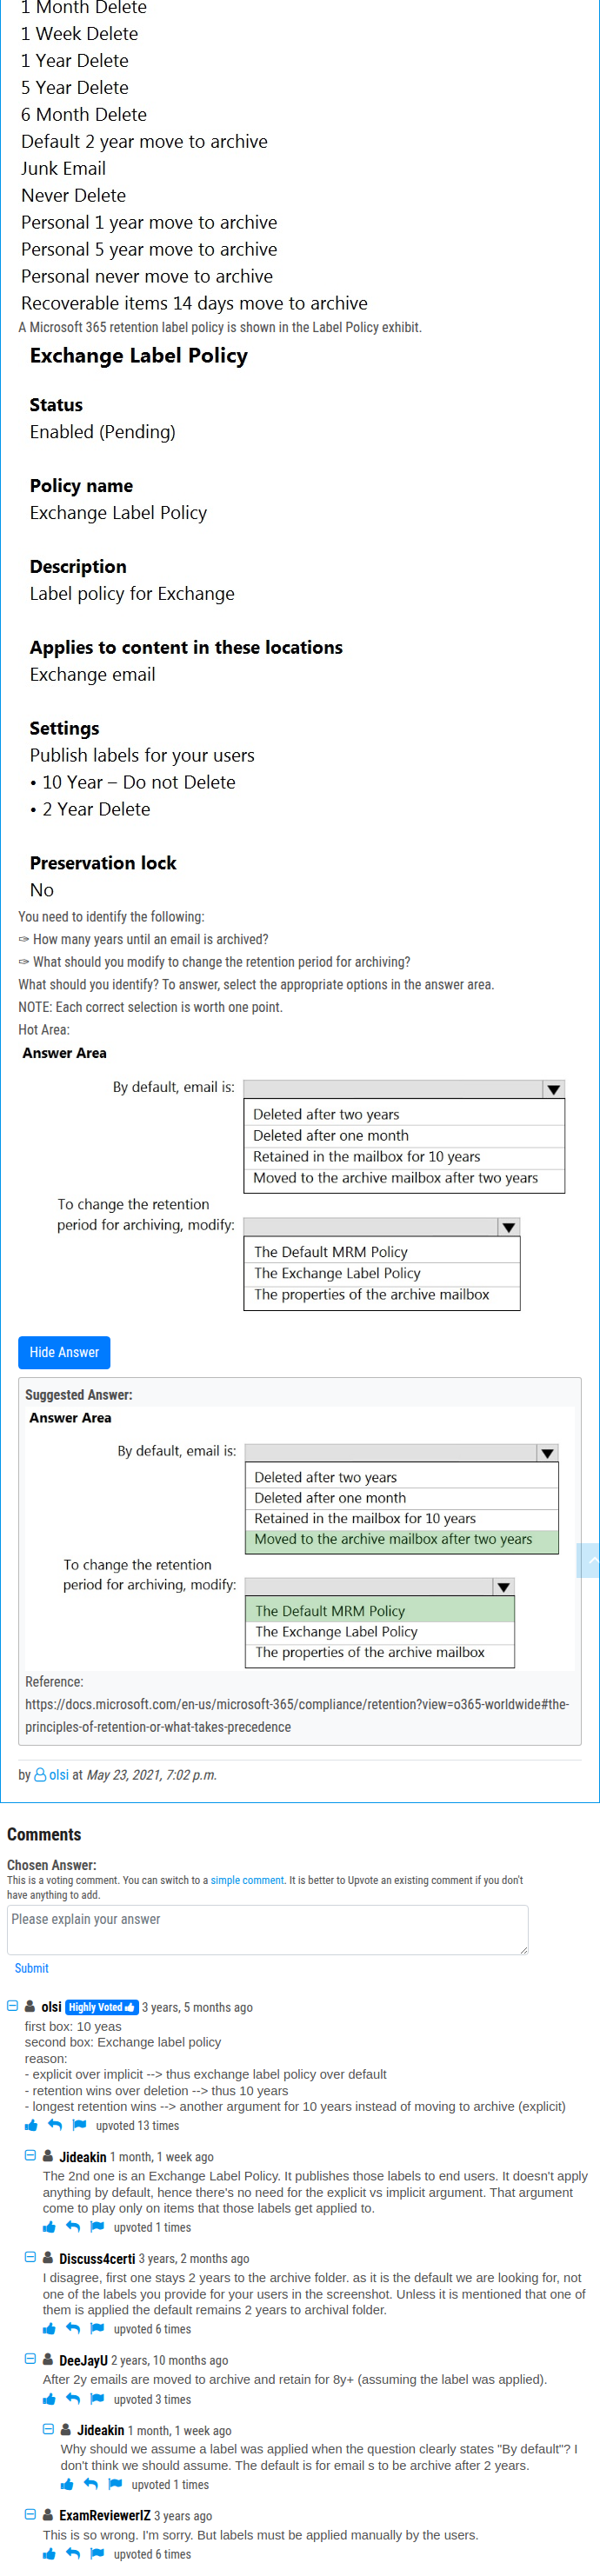 1 Month Delete
1 Week Delete
1 Year Delete
5 Year Delete
6 Month Delete
Default 2 year move to archive
Junk Email
Never Delete
Personal 1 year move to archive
Personal 5 year move to archive
Personal never move to archive
Recoverable items 14 days move to archive
A Microsoft 365 retention label policy is shown in the Label Policy exhibit.
Exchange Label Policy
Status
Enabled (Pending)
Policy name
Exchange Label Policy
Description
Label policy for Exchange
Applies to content in these locations
Exchange email
Settings
Publish labels for your users
• 10 Year – Do not Delete
• 2 Year Delete
Preservation lock
No
You need to identify the following:
✑ How many years until an email is archived?
✑ What should you modify to change the retention period for archiving?
What should you identify? To answer, select the appropriate options in the answer area.
NOTE: Each correct selection is worth one point.
Hot Area:
Answer Area
By default, email is:
Deleted after two years
Deleted after one month
Retained in the mailbox for 10 years
Moved to the archive mailbox after two years
To change the retention
period for archiving, modify:
The Default MRM Policy
The Exchange Label Policy
The properties of the archive mailbox
Hide Answer
Suggested Answer:
Answer Area
By default, email is:
Deleted after two years
Deleted after one month
Retained in the mailbox for 10 years
Moved to the archive mailbox after two years
To change the retention
period for archiving, modify:
The Default MRM Policy
The Exchange Label Policy
The properties of the archive mailbox
Reference:
https://docs.microsoft.com/en-us/microsoft-365/compliance/retention?view=o365-worldwide#the-
principles-of-retention-or-what-takes-precedence
by olsi at May 23, 2021, 7:02 p.m.
Comments
Chosen Answer:
This is a voting comment. You can switch to a simple comment. It is better to Upvote an existing comment if you don't
have anything to add.
Please explain your answer
Submit
olsi Highly Voted 3 years, 5 months ago
first box: 10 yeas
second box: Exchange label policy
reason:
- explicit over implicit --> thus exchange label policy over default
- retention wins over deletion --> thus 10 years
- longest retention wins --> another argument for 10 years instead of moving to archive (explicit)
upvoted 13 times
Jideakin 1 month, 1 week ago
The 2nd one is an Exchange Label Policy. It publishes those labels to end users. It doesn't apply
anything by default, hence there's no need for the explicit vs implicit argument. That argument
come to play only on items that those labels get applied to.
upvoted 1 times
Discuss4certi 3 years, 2 months ago
I disagree, first one stays 2 years to the archive folder. as it is the default we are looking for, not
one of the labels you provide for your users in the screenshot. Unless it is mentioned that one of
them is applied the default remains 2 years to archival folder.
upvoted 6 times
DeeJayU 2 years, 10 months ago
After 2y emails are moved to archive and retain for 8y+ (assuming the label was applied).
upvoted 3 times
Jideakin 1 month, 1 week ago
Why should we assume a label was applied when the question clearly states "By default"? I
don't think we should assume. The default is for email s to be archive after 2 years.
upvoted 1 times
ExamReviewerIZ 3 years ago
This is so wrong. I'm sorry. But labels must be applied manually by the users.
upvoted 6 times